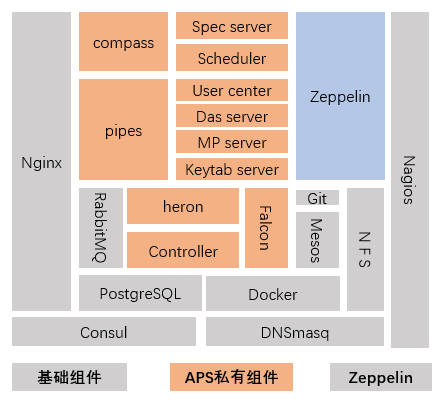 compass
Spec server
Scheduler
Zeppelin
pipes
User center
Das server
MP server
Keytab server
Nginx
Nagios
RabbitMQ
heron
Controller
Falcon
Git
Mesos
NFS
PostgreSQL
Docker
Consul
DNSmasq
基础组件
APS私有组件
Zeppelin